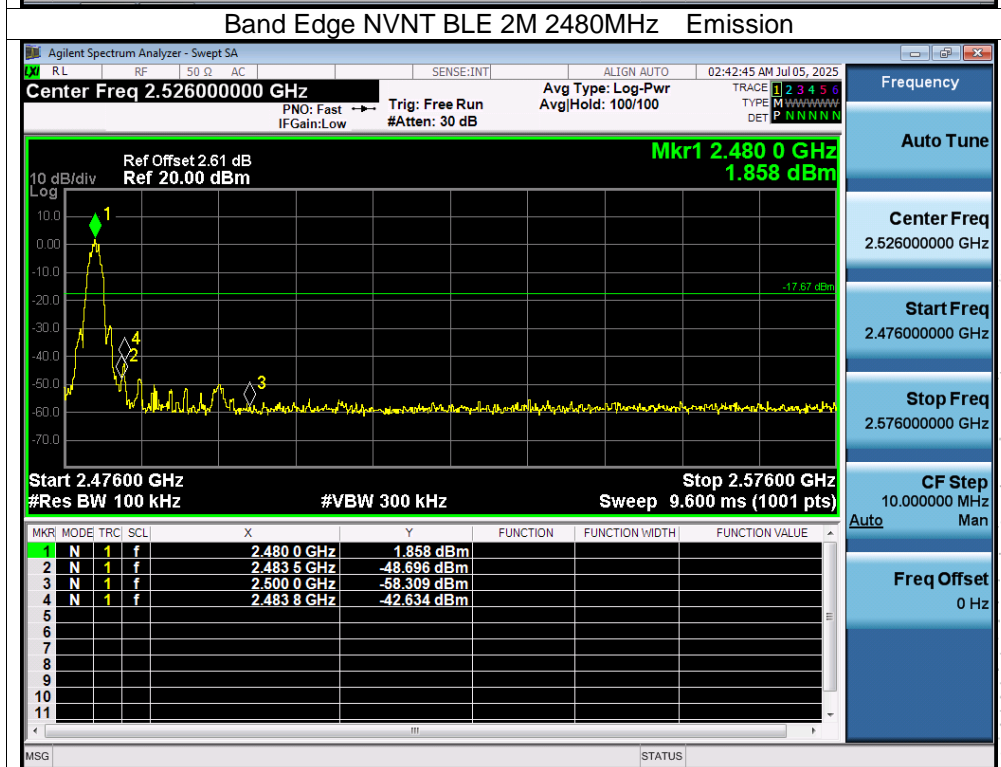 Band Edge NVNT BLE 2M 2480MHz Emission
Agilent Spectrum Analyzer - Swept SA
LXI RL RF 50 Ω AC SENSE:INT ALIGN AUTO 02:42:45 AM Jul 05, 2025
Center Freq 2.526000000 GHz
PNO: Fast
IFGain:Low
Trig: Free Run
#Atten: 30 dB
Avg Type: Log-Pwr
Avg|Hold: 100/100
TRACE 1 2 3 4 5 6
TYPE M WWWWW
DET P N N N N N
Mkr1 2.480 0 GHz
1.858 dBm
Ref Offset 2.61 dB
10 dB/div Ref 20.00 dBm
Log
10.0
0.00
-10.0
-20.0
-30.0
-40.0
-50.0
-60.0
-70.0
1
4
2
3
-17.67 dBm
Start 2.47600 GHz Stop 2.57600 GHz
#Res BW 100 kHz #VBW 300 kHz Sweep 9.600 ms (1001 pts)
MKR MODE TRC SCL X Y FUNCTION FUNCTION WIDTH FUNCTION VALUE
1 N 1 f 2.480 0 GHz 1.858 dBm
2 N 1 f 2.483 5 GHz -48.696 dBm
3 N 1 f 2.500 0 GHz -58.309 dBm
4 N 1 f 2.483 8 GHz -42.634 dBm
5
6
7
8
9
10
11
MSG STATUS
Frequency
Auto Tune
Center Freq
2.526000000 GHz
Start Freq
2.476000000 GHz
Stop Freq
2.576000000 GHz
CF Step
10.000000 MHz
Auto Man
Freq Offset
0 Hz